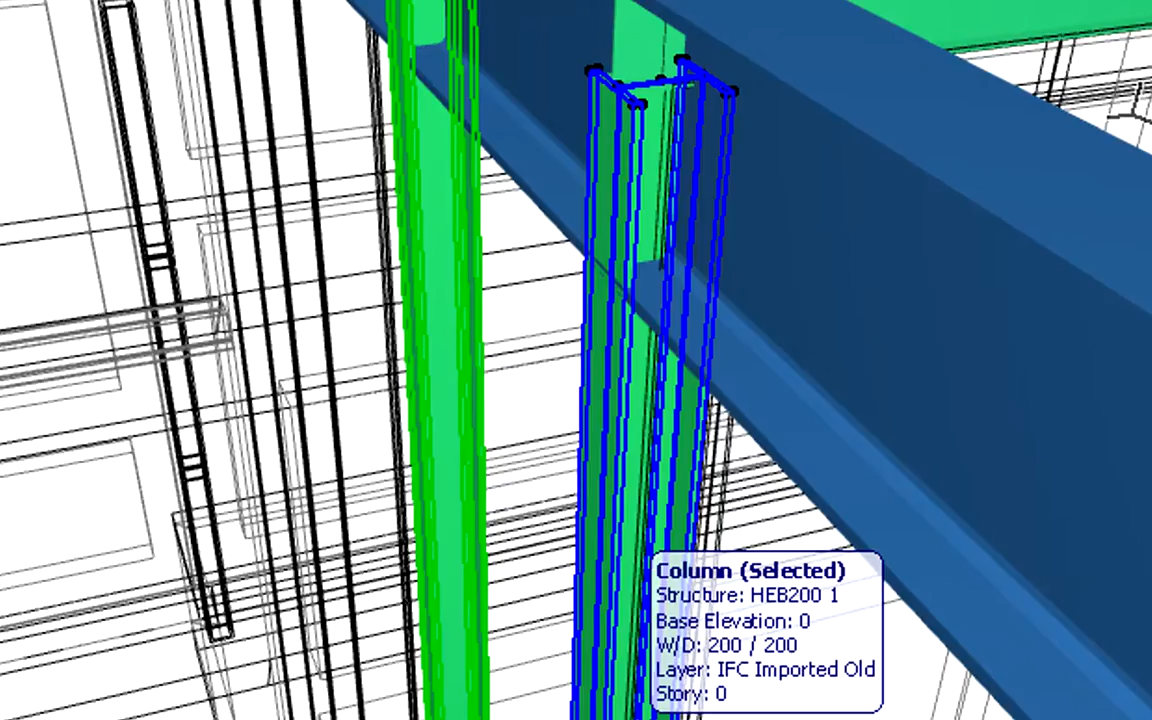 Column (Selected)
Structure: HEB200 1
Base Elevation: 0
W/D: 200 / 200
Layer: IFC Imported Old
Story: 0